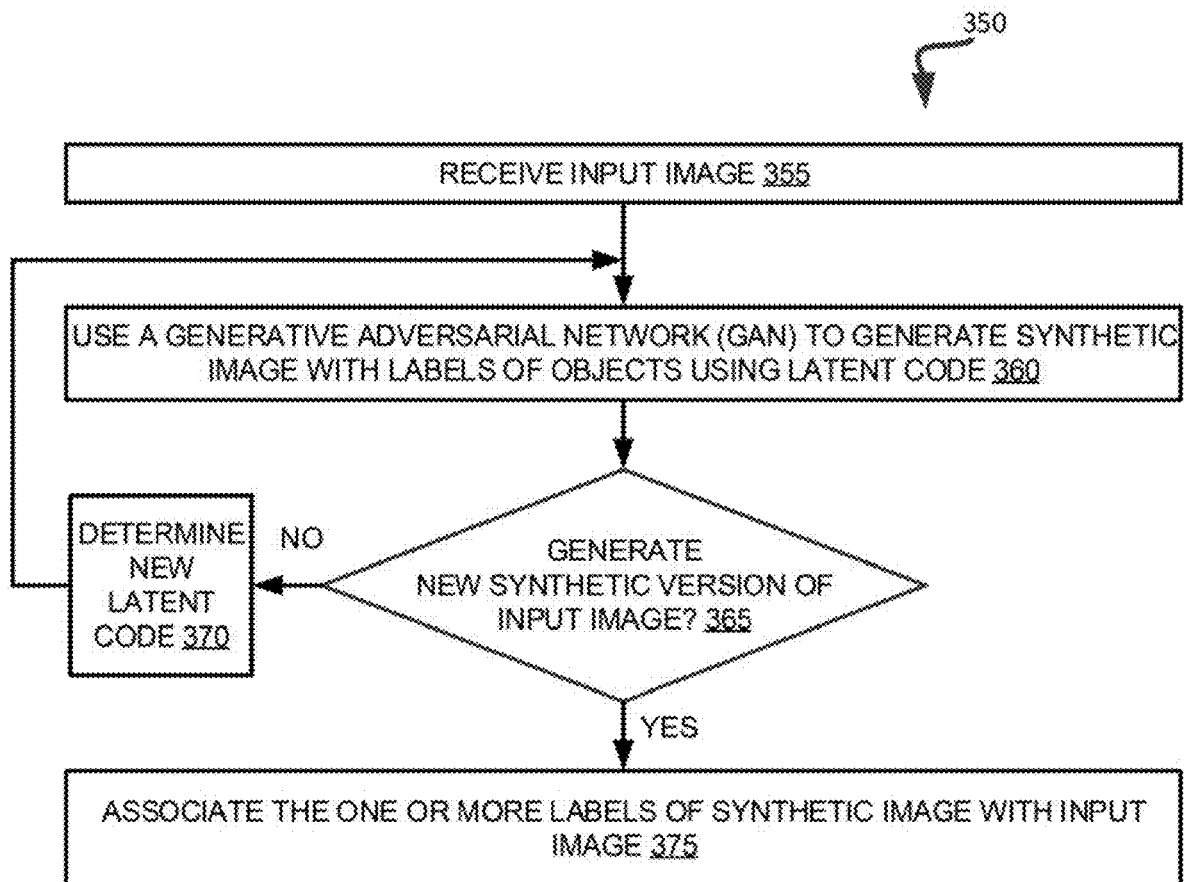 350
RECEIVE INPUT IMAGE 355
USE A GENERATIVE ADVERSARIAL NETWORK (GAN) TO GENERATE SYNTHETIC
IMAGE WITH LABELS OF OBJECTS USING LATENT CODE 360
GENERATE
NEW SYNTHETIC VERSION OF
INPUT IMAGE? 365
NO
DETERMINE
NEW
LATENT
CODE 370
YES
ASSOCIATE THE ONE OR MORE LABELS OF SYNTHETIC IMAGE WITH INPUT
IMAGE 375